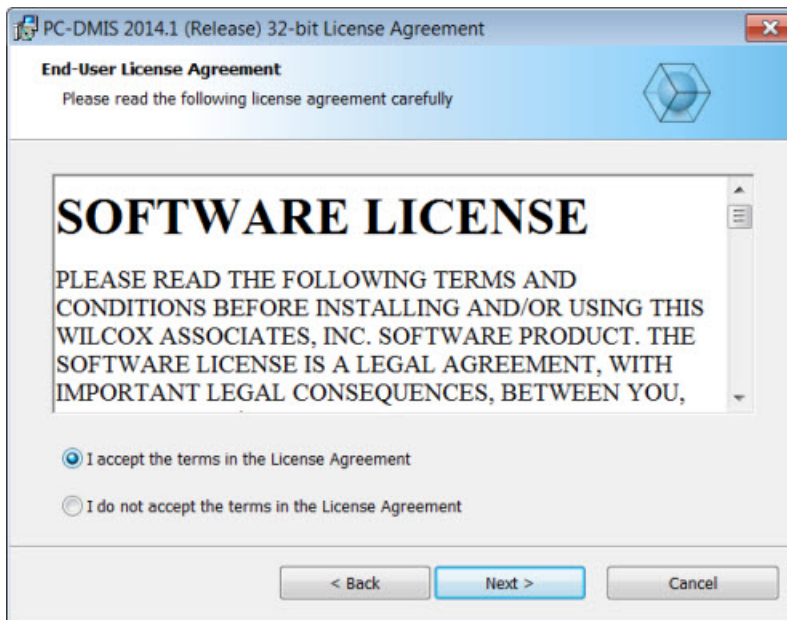 PC-DMIS 2014.1 (Release) 32-bit License Agreement
End-User License Agreement
Please read the following license agreement carefully
SOFTWARE LICENSE
PLEASE READ THE FOLLOWING TERMS AND
CONDITIONS BEFORE INSTALLING AND/OR USING THIS
WILCOX ASSOCIATES, INC. SOFTWARE PRODUCT. THE
SOFTWARE LICENSE IS A LEGAL AGREEMENT, WITH
IMPORTANT LEGAL CONSEQUENCES, BETWEEN YOU,
I accept the terms in the License Agreement
I do not accept the terms in the License Agreement
< Back Next > Cancel